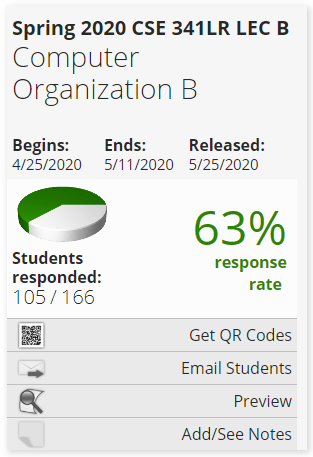 Spring 2020 CSE 341LR LEC B
Computer
Organization B
Begins: Ends: Released:
4/25/2020 5/11/2020 5/25/2020
63%
response
rate
Students
responded:
105 / 166
Get QR Codes
Email Students
Preview
Add/See Notes